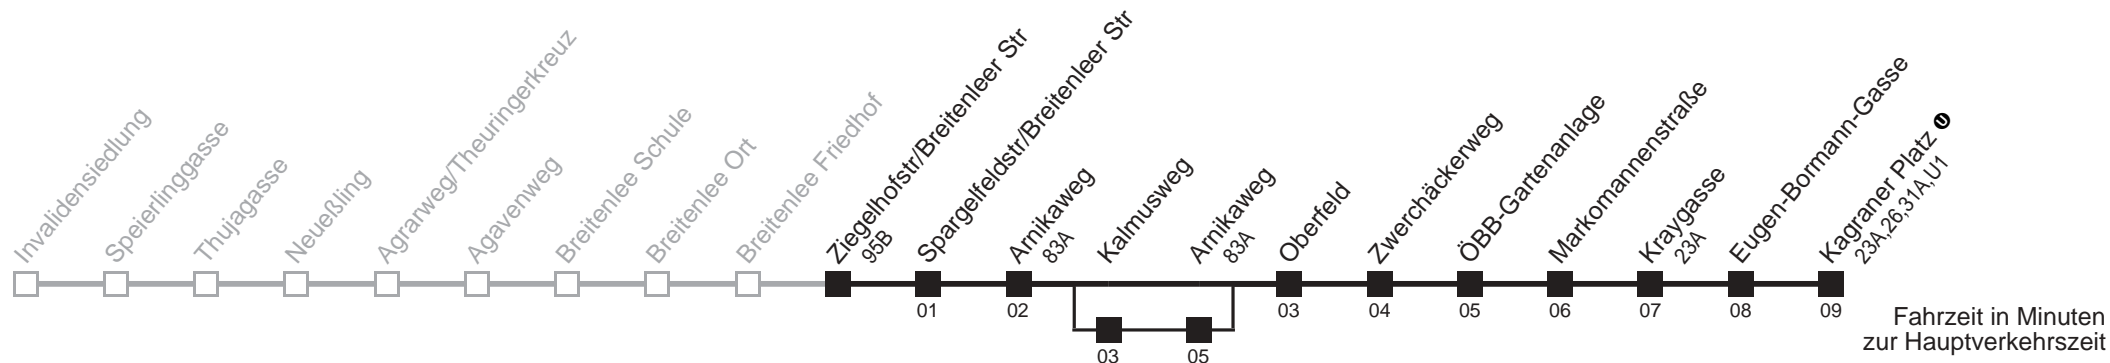 Invalidensiedlung
Speierlinggasse
Thujagasse
Neueßling
Agrarweg/Theuringerkreuz
Agavenweg
Breitenlee Schule
Breitenlee Ort
Breitenlee Friedhof
Ziegelhofstr/Breitenleer Str
95B
Spargelfeldstr/Breitenleer Str
Arnikaweg
83A
Kalmusweg
Arnikaweg
83A
Oberfeld
Zwerchäckerweg
ÖBB-Gartenanlage
Markomannenstraße
Kraygasse
23A
Eugen-Bormann-Gasse
Kagraner Platz U
23A,26,31A,U1
01
02
03
04
05
06
07
08
09
03
05
Fahrzeit in Minuten
zur Hauptverkehrszeit